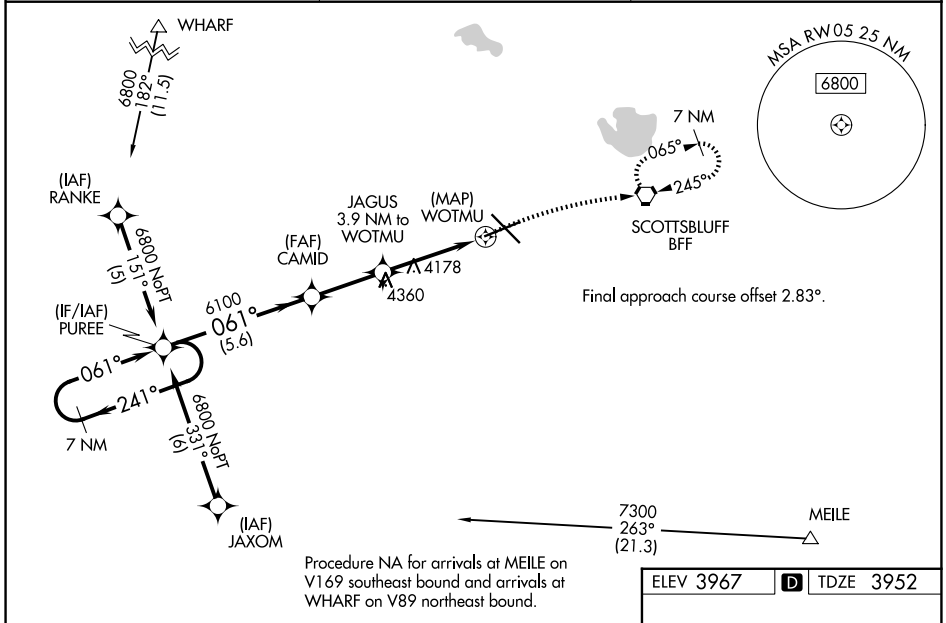 WHARF
6800
182°
(11.5)
MSA RW05 25 NM
6800
7 NM
065°
245°
SCOTTSBLUFF
BFF
(IAF)
RANKE
6800 NoPT
151°
(5)
JAGUS
3.9 NM to
WOTMU
(MAP)
WOTMU
(FAF)
CAMID
4178
4360
Final approach course offset 2.83°.
(IF/IAF)
PUREE
6100
061°
(5.6)
061°
241°
7 NM
6800 NoPT
331°
(6)
(IAF)
JAXOM
7300
263°
(21.3)
MEILE
Procedure NA for arrivals at MEILE on
V169 southeast bound and arrivals at
WHARF on V89 northeast bound.
ELEV 3967 D TDZE 3952